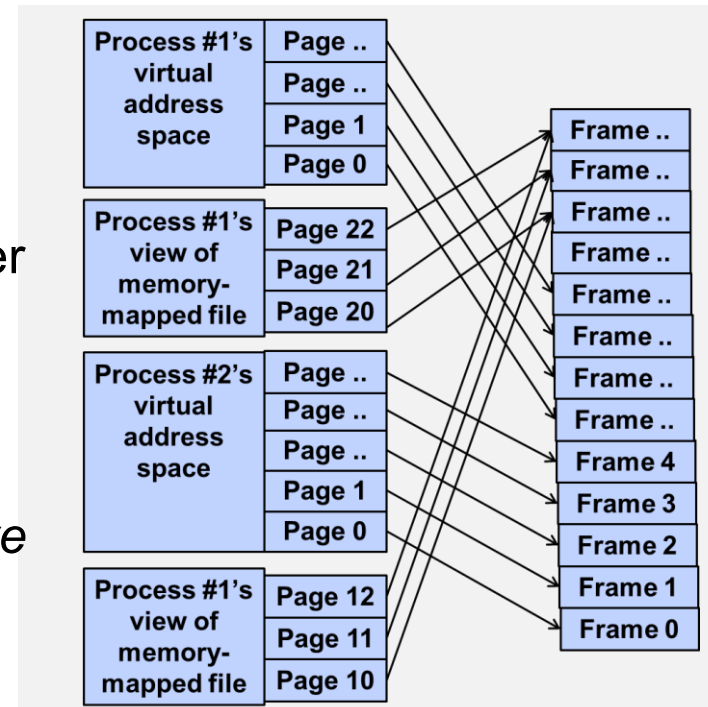 Process #1's
virtual
address
space
Page ..
Page ..
Page 1
Page 0
Process #1's
view of
memory-
mapped file
Page 22
Page 21
Page 20
Process #2's
virtual
address
space
Page ..
Page ..
Page ..
Page 1
Page 0
Process #1's
view of
memory-
mapped file
Page 12
Page 11
Page 10
Frame ..
Frame ..
Frame ..
Frame ..
Frame ..
Frame ..
Frame ..
Frame ..
Frame 4
Frame 3
Frame 2
Frame 1
Frame 0
er
e